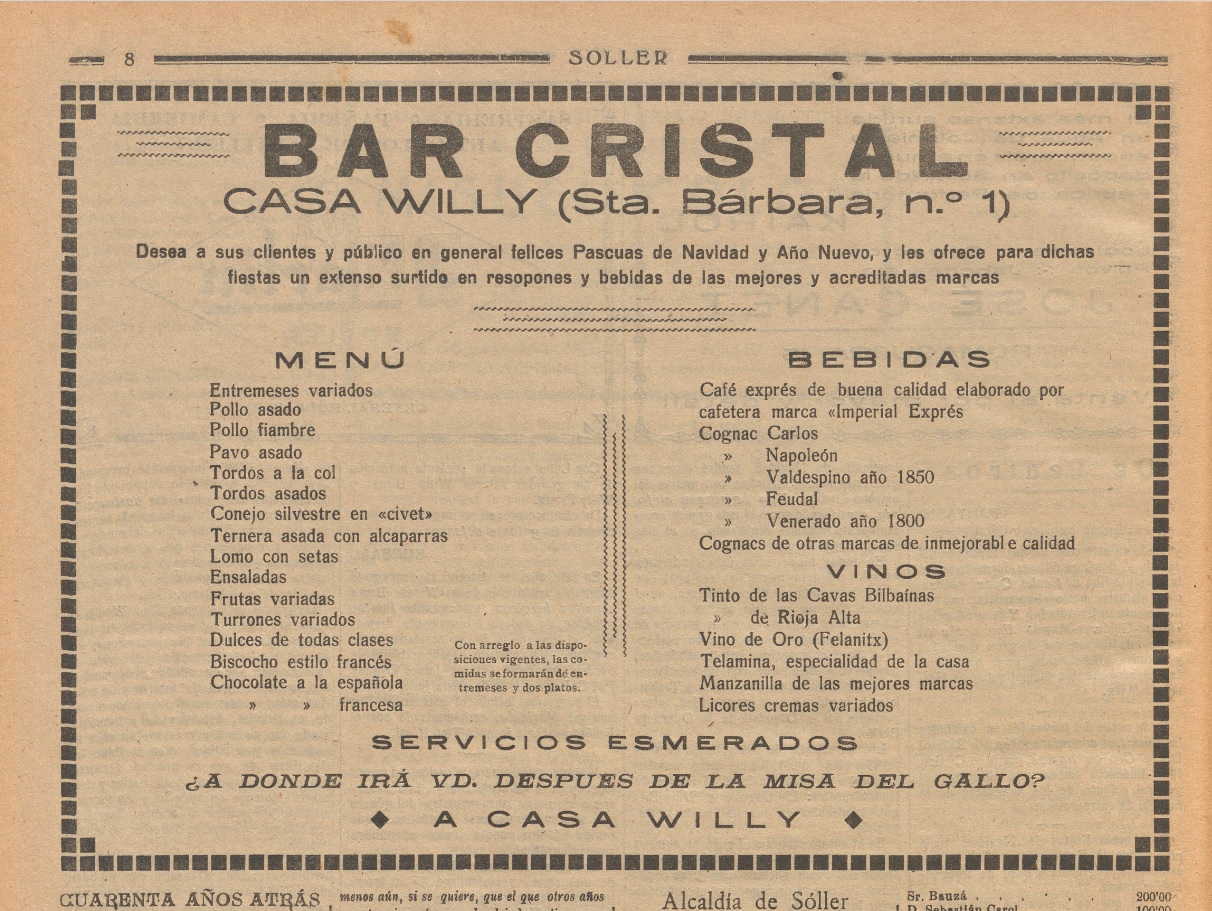 8 SOLLER
BAR CRISTAL
CASA WILLY (Sta. Bárbara, n.º 1)
Desea a sus clientes y público en general felices Pascuas de Navidad y Año Nuevo, y les ofrece para dichas
fiestas un extenso surtido en resopones y bebidas de las mejores y acreditadas marcas
MENÚ
Entremeses variados
Pollo asado
Pollo fiambre
Pavo asado
Tordos a la col
Tordos asados
Conejo silvestre en «civet»
Ternera asada con alcaparras
Lomo con setas
Ensaladas
Frutas variadas
Turrones variados
Dulces de todas clases
Biscocho estilo francés
Chocolate a la española
» » francesa
Con arreglo a las dispo-
siciones vigentes, las co-
midas se formarán de en-
tremeses y dos platos.
BEBIDAS
Café exprés de buena calidad elaborado por
cafetera marca «Imperial Exprés
Cognac Carlos
» Napoleón
» Valdespino año 1850
» Feudal
» Venerado año 1800
Cognacs de otras marcas de inmejorable calidad
VINOS
Tinto de las Cavas Bilbaínas
» de Rioja Alta
Vino de Oro (Felanitx)
Telamina, especialidad de la casa
Manzanilla de las mejores marcas
Licores cremas variados
SERVICIOS ESMERADOS
¿A DONDE IRÁ VD. DESPUES DE LA MISA DEL GALLO?
◆ A CASA WILLY ◆
CUARENTA AÑOS ATRÁS
menos aún, si se quiere, que el que otros años
Alcaldía de Sóller
Sr. Bauzá . . . . 200'00
D. Sebastián